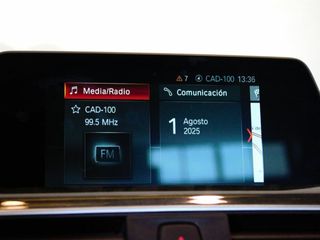 7 CAD-100 13:36
Media/Radio
CAD-100
99.5 MHz
FM
Comunicación
1 Agosto
2025